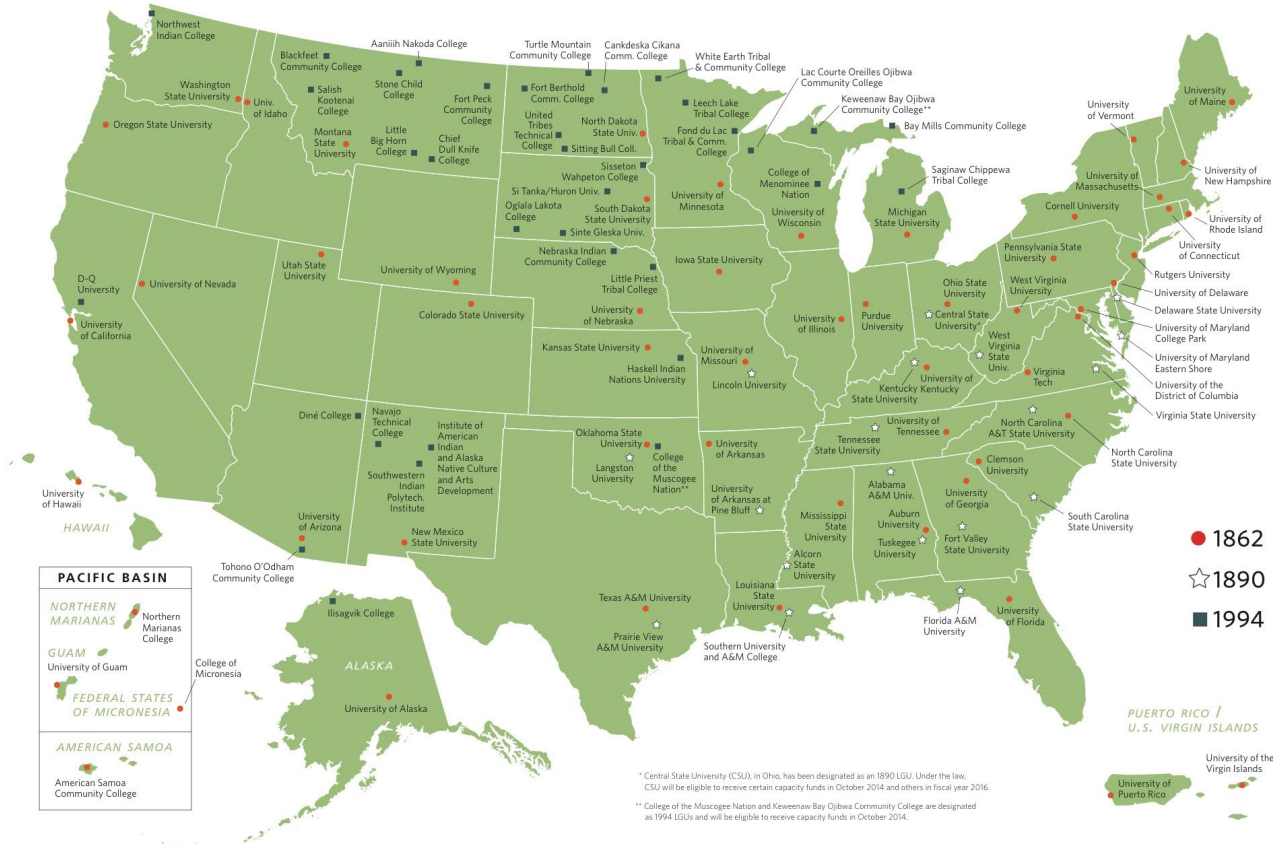 Northwest
Indian College
Washington
State University
Univ.
of Idaho
Oregon State University
Blackfeet
Community College
Aaniiih Nakoda College
Stone Child
College
Salish
Kootenai
College
Fort Peck
Community
College
Montana
State
University
Little
Big Horn
College
Chief
Dull Knife
College
Turtle Mountain
Community College
Cankdeska Cikana
Comm. College
Fort Berthold
Comm. College
United
Tribes
Technical
College
North Dakota
State Univ.
Sitting Bull Coll.
White Earth Tribal
& Community College
Leech Lake
Tribal College
Fond du Lac
Tribal & Comm.
College
Lac Courte Oreilles Ojibwa
Community College
Keweenaw Bay Ojibwa
Community College**
Bay Mills Community College
Saginaw Chippewa
Tribal College
Sisseton
Wahpeton College
Si Tanka/Huron Univ.
Oglala Lakota
College
South Dakota
State University
Sinte Gleska Univ.
University of
Minnesota
College of
Menominee
Nation
University of
Wisconsin
Michigan
State University
University
of Maine
University
of Vermont
University of
New Hampshire
University of
Massachusetts
Cornell University
University of
Rhode Island
University
of Connecticut
Pennsylvania State
University
Rutgers University
University of Delaware
Delaware State University
University of Maryland
College Park
University of Maryland
Eastern Shore
University of the
District of Columbia
Virginia State University
D-Q
University
University of Nevada
University
of California
Utah State
University
University of Wyoming
Colorado State University
Nebraska Indian
Community College
Little Priest
Tribal College
University
of Nebraska
Iowa State University
Kansas State University
Haskell Indian
Nations University
University of
Missouri
Lincoln University
University
of Illinois
Purdue
University
Ohio State
University
Central State
University*
West Virginia
University
West
Virginia
State
Univ.
Virginia
Tech
Kentucky
State University
University of
Kentucky
University of
Tennessee
Tennessee
State University
North Carolina
A&T State University
North Carolina
State University
Diné College
Navajo
Technical
College
Institute of
American
Indian
and Alaska
Native Culture
and Arts
Development
Southwestern
Indian
Polytech.
Institute
University
of Arizona
Tohono O'Odham
Community College
New Mexico
State University
Oklahoma State
University
Langston
University
College
of the
Muscogee
Nation**
University
of Arkansas
University
of Arkansas at
Pine Bluff
Mississippi
State
University
Alcorn
State
University
Alabama
A&M Univ.
Auburn
University
Tuskegee
University
Clemson
University
University
of Georgia
Fort Valley
State University
South Carolina
State University
Texas A&M University
Prairie View
A&M University
Louisiana
State
University
Southern University
and A&M College
Florida A&M
University
University
of Florida
University
of Hawaii
HAWAII
PACIFIC BASIN
NORTHERN
MARIANAS
Northern
Marianas
College
GUAM
University of Guam
FEDERAL STATES
OF MICRONESIA
College of
Micronesia
AMERICAN SAMOA
American Samoa
Community College
Ilisagvik College
ALASKA
University of Alaska
1862
1890
1994
PUERTO RICO /
U.S. VIRGIN ISLANDS
University of the
Virgin Islands
University of
Puerto Rico
* Central State University (CSU), in Ohio, has been designated as an 1890 LGU. Under the law,
CSU will be eligible to receive certain capacity funds in October 2014 and others in fiscal year 2016.
** College of the Muscogee Nation and Keweenaw Bay Ojibwa Community College are designated
as 1994 LGUs and will be eligible to receive capacity funds in October 2014.